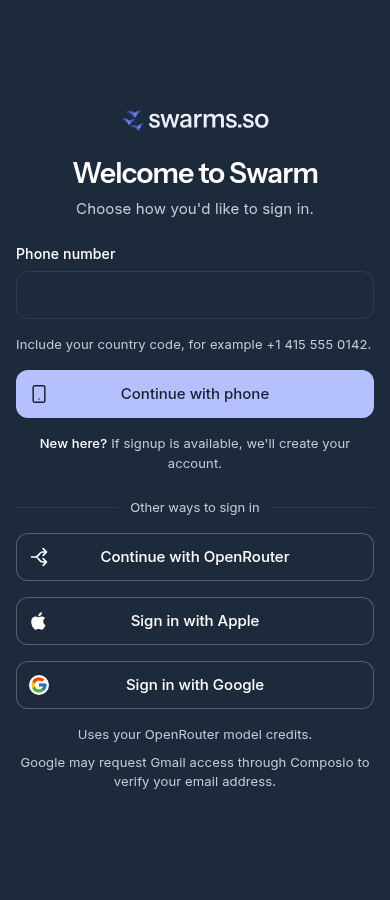 swarms.so
Welcome to Swarm
Choose how you'd like to sign in.
Phone number
Include your country code, for example +1 415 555 0142.
Continue with phone
New here? If signup is available, we'll create your
account.
Other ways to sign in
Continue with OpenRouter
Sign in with Apple
Sign in with Google
Uses your OpenRouter model credits.
Google may request Gmail access through Composio to
verify your email address.